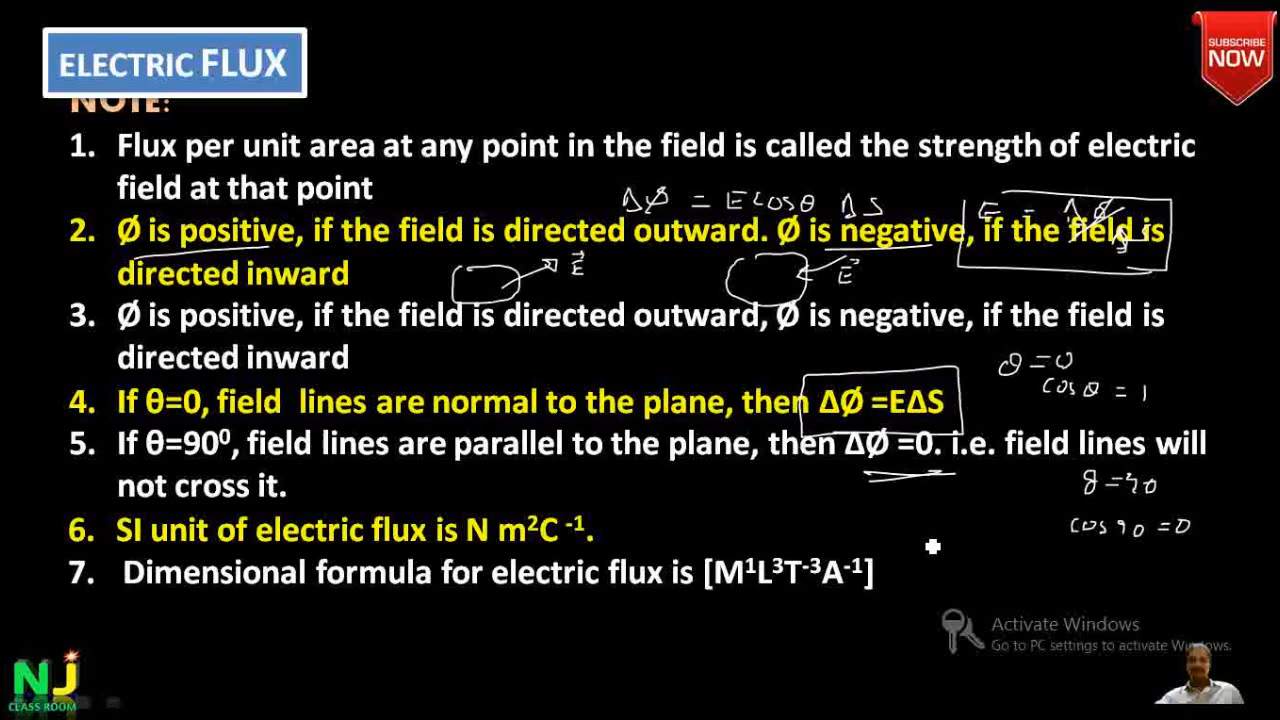 ELECTRIC FLUX
SUBSCRIBE
NOW
NOTE:
1. Flux per unit area at any point in the field is called the strength of electric
field at that point
Δφ = E cosθ ΔS
E = Δφ
2. Ø is positive, if the field is directed outward. Ø is negative, if the field is
directed inward
E
E
3. Ø is positive, if the field is directed outward, Ø is negative, if the field is
directed inward
θ = 0
cos θ = 1
4. If θ=0, field lines are normal to the plane, then ΔØ =EΔS
5. If θ=90⁰, field lines are parallel to the plane, then ΔØ =0. i.e. field lines will
not cross it.
θ = 90
cos 90 = 0
6. SI unit of electric flux is N m²C ⁻¹.
7. Dimensional formula for electric flux is [M¹L³T⁻³A⁻¹]
Activate Windows
Go to PC settings to activate Windows.
NJ
CLASS ROOM